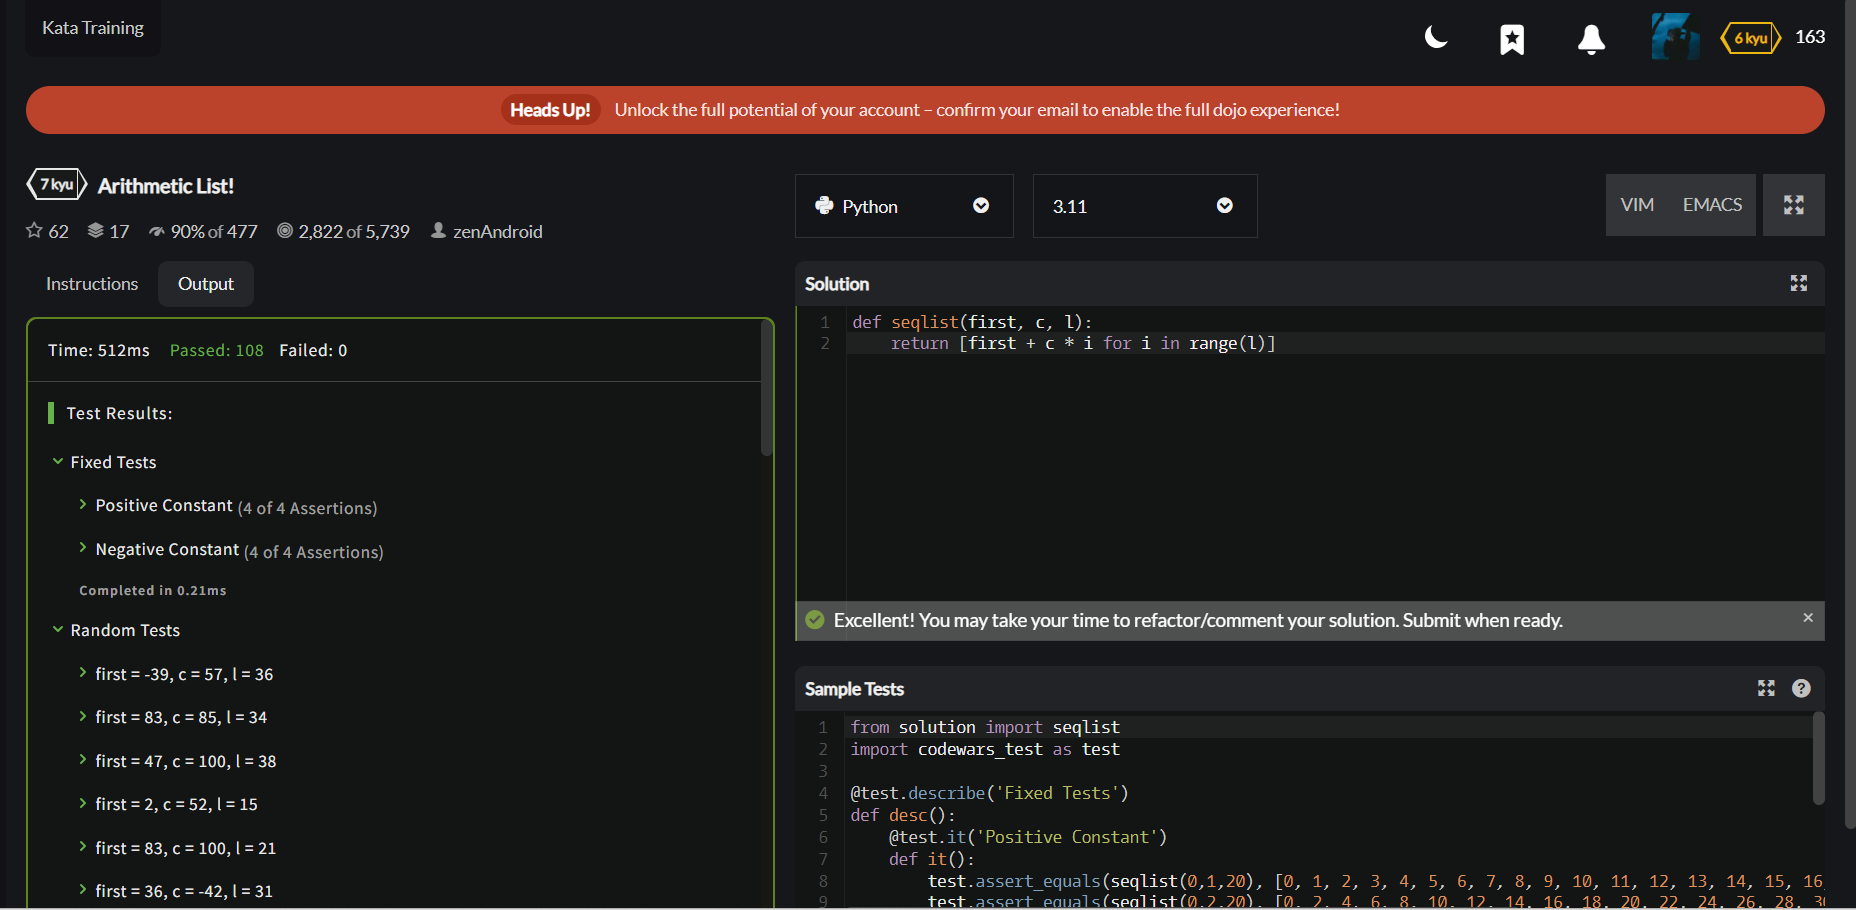 Kata Training
6 kyu 163
Heads Up! Unlock the full potential of your account – confirm your email to enable the full dojo experience!
7 kyu Arithmetic List!
62 17 90% of 477 2,822 of 5,739 zenAndroid
Instructions Output
Time: 512ms Passed: 108 Failed: 0
Test Results:
Fixed Tests
Positive Constant (4 of 4 Assertions)
Negative Constant (4 of 4 Assertions)
Completed in 0.21ms
Random Tests
first = -39, c = 57, l = 36
first = 83, c = 85, l = 34
first = 47, c = 100, l = 38
first = 2, c = 52, l = 15
first = 83, c = 100, l = 21
first = 36, c = -42, l = 31
Python 3.11 VIM EMACS
Solution
1 def seqlist(first, c, l):
2 return [first + c * i for i in range(l)]
Excellent! You may take your time to refactor/comment your solution. Submit when ready.
Sample Tests
1 from solution import seqlist
2 import codewars_test as test
3
4 @test.describe('Fixed Tests')
5 def desc():
6 @test.it('Positive Constant')
7 def it():
8 test.assert_equals(seqlist(0,1,20), [0, 1, 2, 3, 4, 5, 6, 7, 8, 9, 10, 11, 12, 13, 14, 15, 16,
9 test.assert_equals(seqlist(0,2,20), [0, 2, 4, 6, 8, 10, 12, 14, 16, 18, 20, 22, 24, 26, 28,